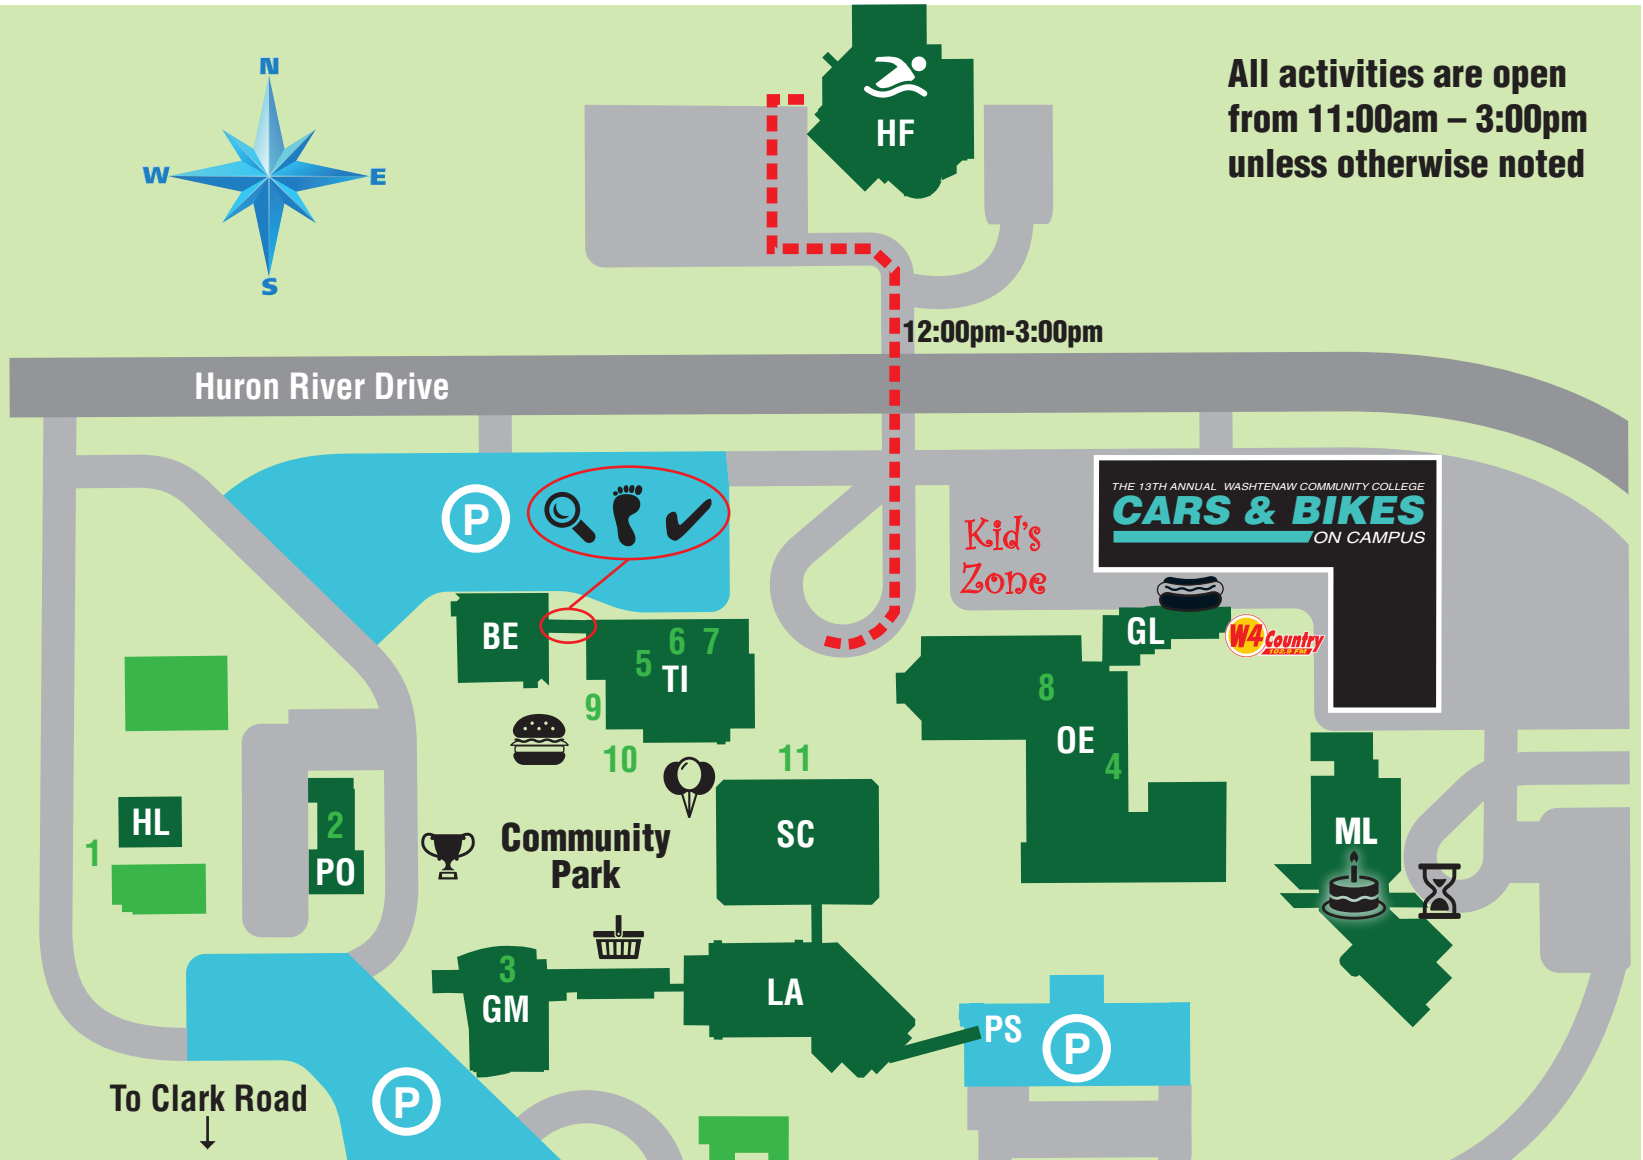 N
W
E
S
HF
All activities are open
from 11:00am – 3:00pm
unless otherwise noted
12:00pm-3:00pm
Huron River Drive
P
Kid's
Zone
THE 13TH ANNUAL WASHTENAW COMMUNITY COLLEGE
CARS & BIKES
ON CAMPUS
BE
5
6
7
TI
9
10
11
GL
W4 Country
102.9 FM
8
OE
4
HL
1
2
PO
Community
Park
SC
ML
3
GM
LA
PS
P
To Clark Road
P